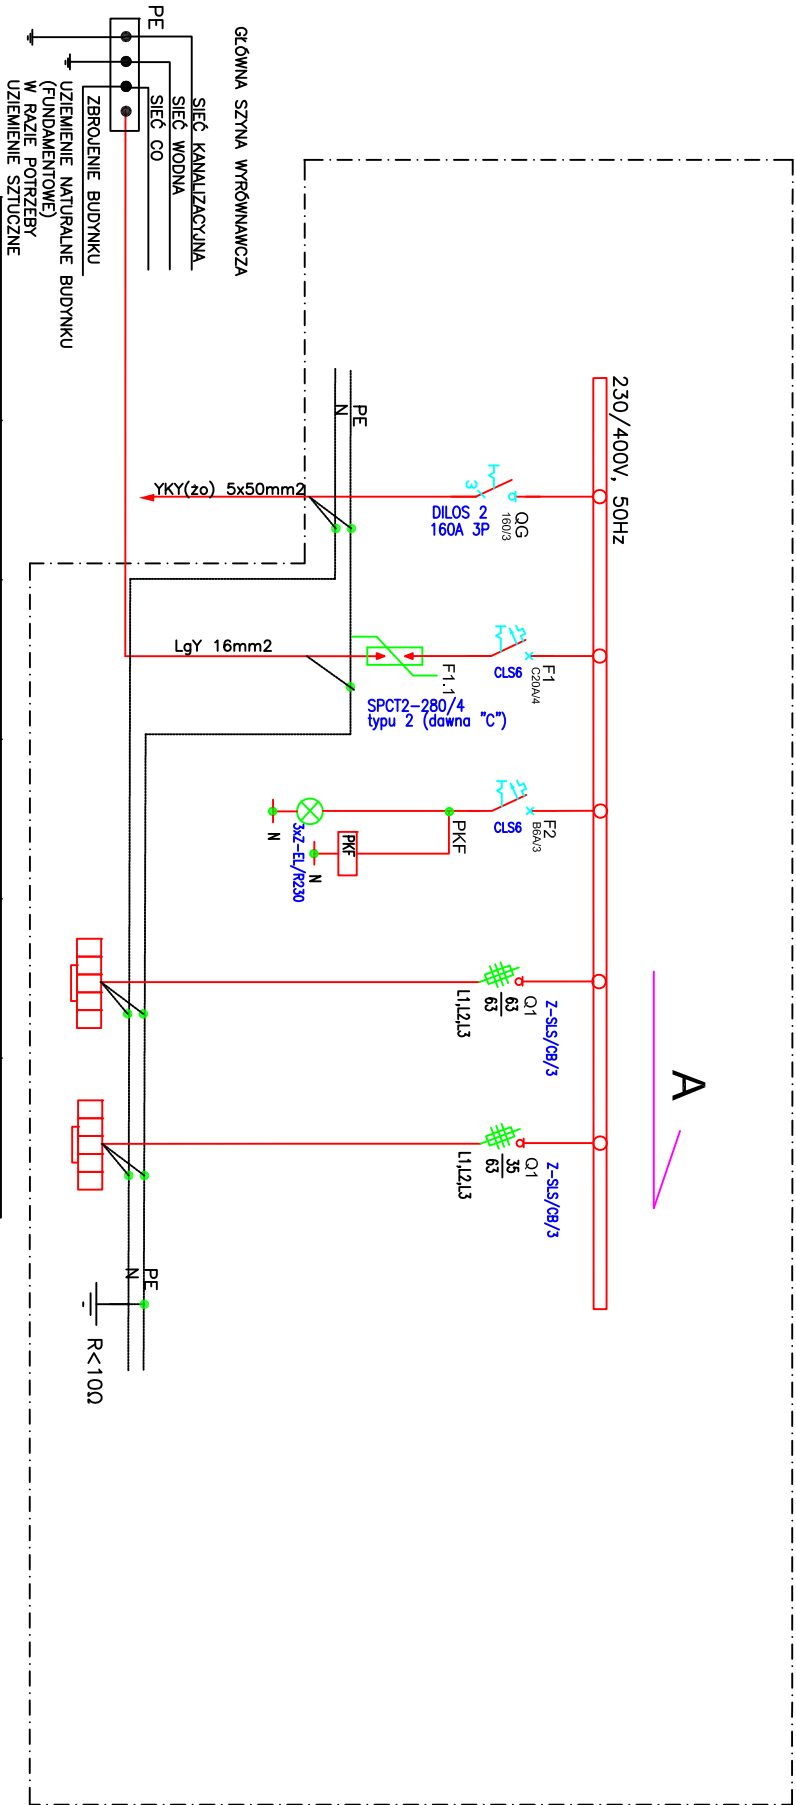 GŁÓWNA SZYNA WYRÓWNAWCZA
PE
SIEĆ KANALIZACYJNA
SIEĆ WODNA
SIEĆ CO
ZBROJENIE BUDYNKU
UZIEMIENIE NATURALNE BUDYNKU
(FUNDAMENTOWE)
W RAZIE POTRZEBY
UZIEMIENIE SZTUCZNE
230/400V, 50Hz
PE
N
YKY(żo) 5x50mm2
3
QG
160/3
DILOS 2
160A 3P
LgY 16mm2
F1
C20A/4
CLS6
F1.1
SPCT2-280/4
typu 2 (dawna "C")
F2
B6A/3
CLS6
PKF
PKF
N
N
3xZ-EL/R230
Z-SLS/CB/3
Q1
63
63
L1,L2,L3
A
Z-SLS/CB/3
Q1
35
63
L1,L2,L3
PE
N
R<10Ω